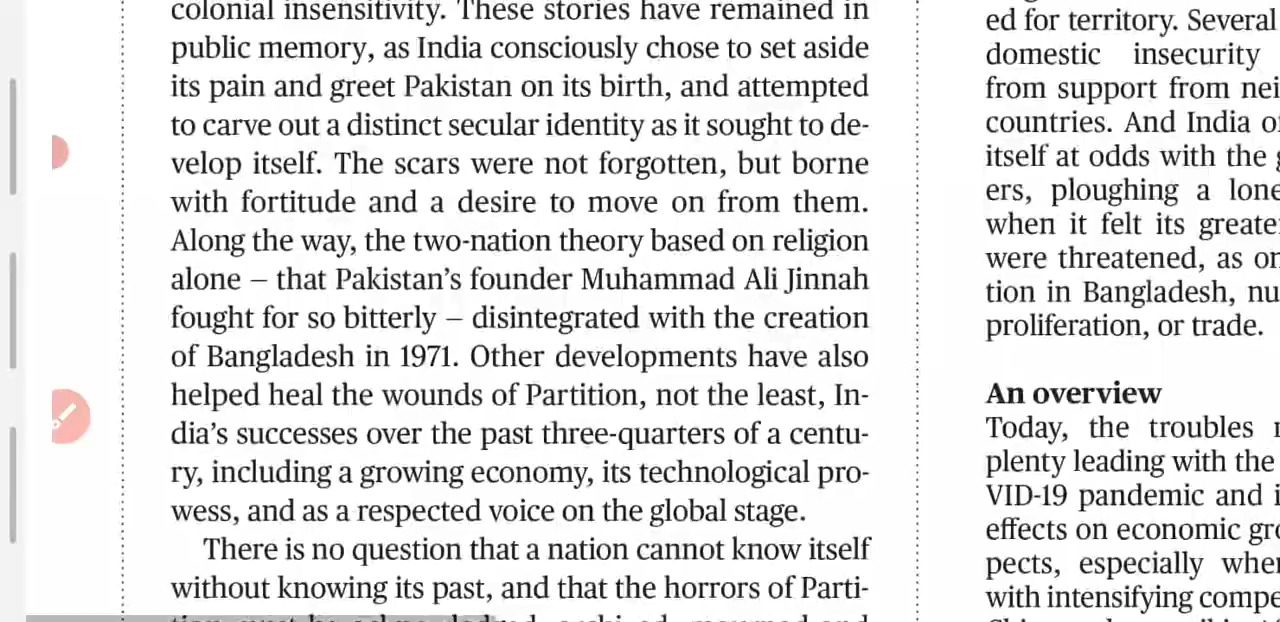 colonial insensitivity. These stories have remained in
public memory, as India consciously chose to set aside
its pain and greet Pakistan on its birth, and attempted
to carve out a distinct secular identity as it sought to de-
velop itself. The scars were not forgotten, but borne
with fortitude and a desire to move on from them.
Along the way, the two-nation theory based on religion
alone – that Pakistan’s founder Muhammad Ali Jinnah
fought for so bitterly – disintegrated with the creation
of Bangladesh in 1971. Other developments have also
helped heal the wounds of Partition, not the least, In-
dia’s successes over the past three-quarters of a centu-
ry, including a growing economy, its technological pro-
wess, and as a respected voice on the global stage.
There is no question that a nation cannot know itself
without knowing its past, and that the horrors of Parti-
ed for territory. Several
domestic insecurity
from support from nei
countries. And India o
itself at odds with the
ers, ploughing a lone
when it felt its greate
were threatened, as on
tion in Bangladesh, nu
proliferation, or trade.
An overview
Today, the troubles
plenty leading with the
VID-19 pandemic and i
effects on economic gro
pects, especially when
with intensifying compe